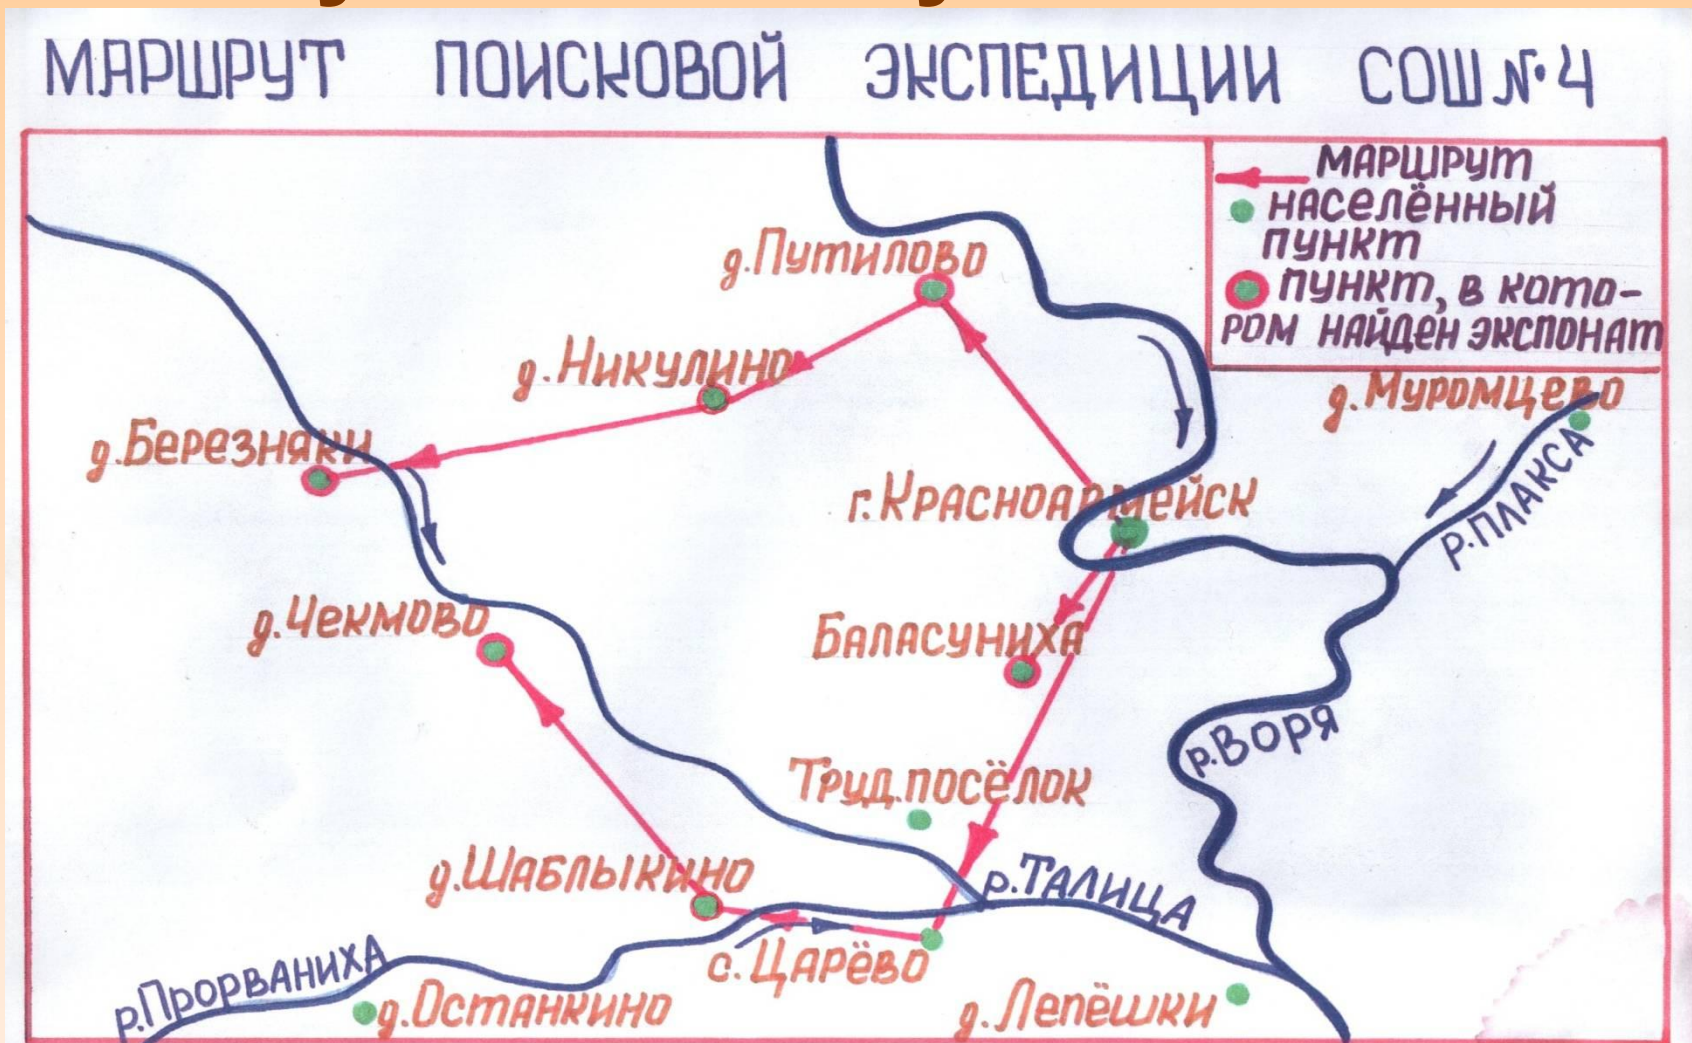 МАРШРУТ ПОИСКОВОЙ ЭКСПЕДИЦИИ СОШ №4
МАРШРУТ
НАСЕЛЁННЫЙ
ПУНКТ
ПУНКТ, в кото-
РОМ НАЙДЕН ЭКСПОНАТ
д.Путилово
д.Никулино
д.Муромцево
д.Березняки
г.Красноармейск
р.Плакса
д.Чекмово
Баласуниха
р.Воря
Труд.посёлок
д.Шаблыкино
р.Талица
с.Царёво
р.Прорваниха
д.Останкино
д.Лепёшки